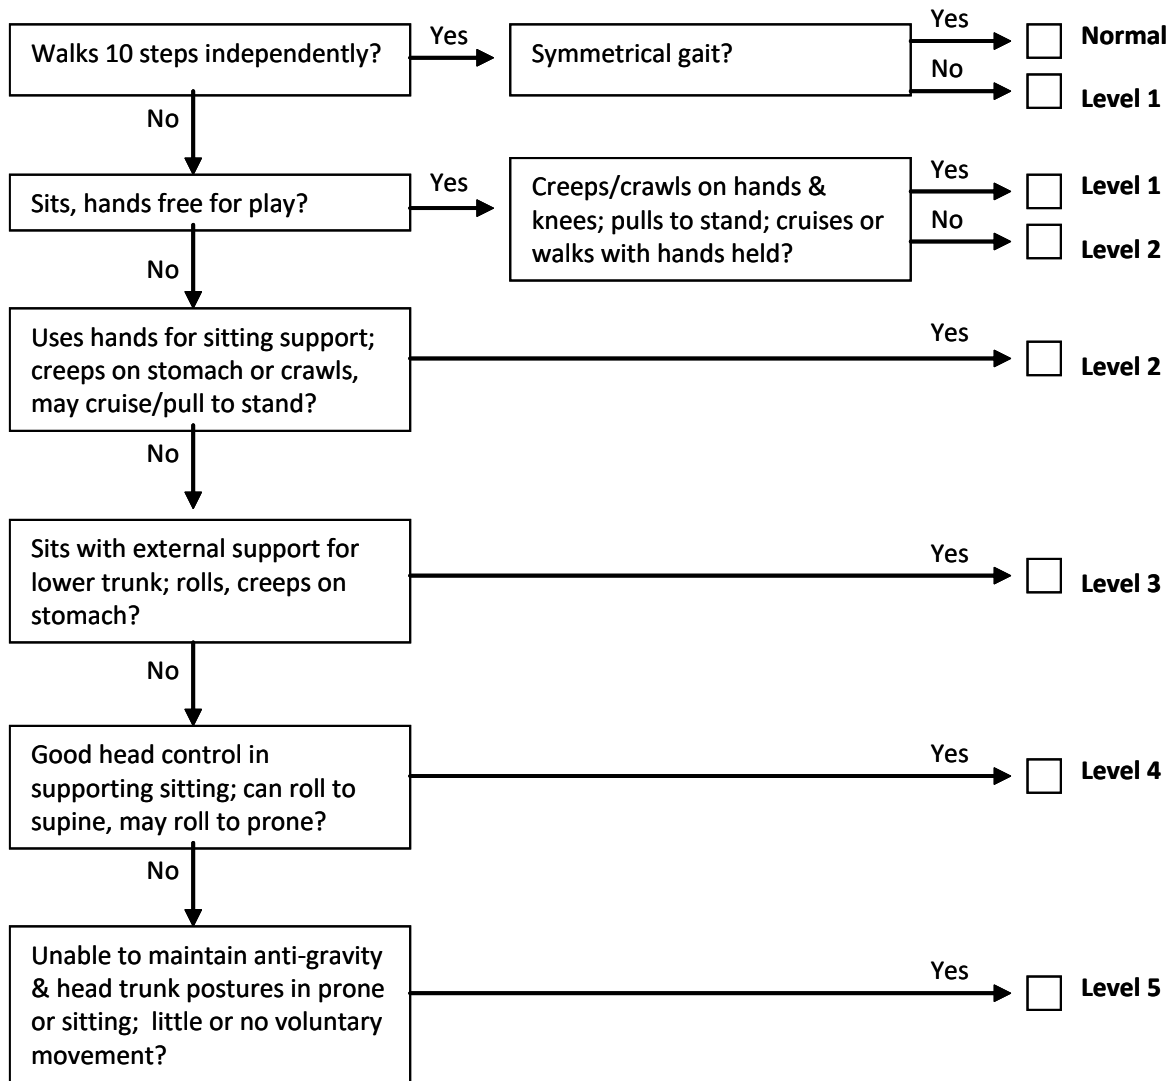 Walks 10 steps independently?
Yes
Symmetrical gait?
Yes
Normal
No
Level 1
No
Sits, hands free for play?
Yes
Creeps/crawls on hands &
knees; pulls to stand; cruises or
walks with hands held?
Yes
Level 1
No
Level 2
No
Uses hands for sitting support;
creeps on stomach or crawls,
may cruise/pull to stand?
Yes
Level 2
No
Sits with external support for
lower trunk; rolls, creeps on
stomach?
Yes
Level 3
No
Good head control in
supporting sitting; can roll to
supine, may roll to prone?
Yes
Level 4
No
Unable to maintain anti-gravity
& head trunk postures in prone
or sitting;  little or no voluntary
movement?
Yes
Level 5